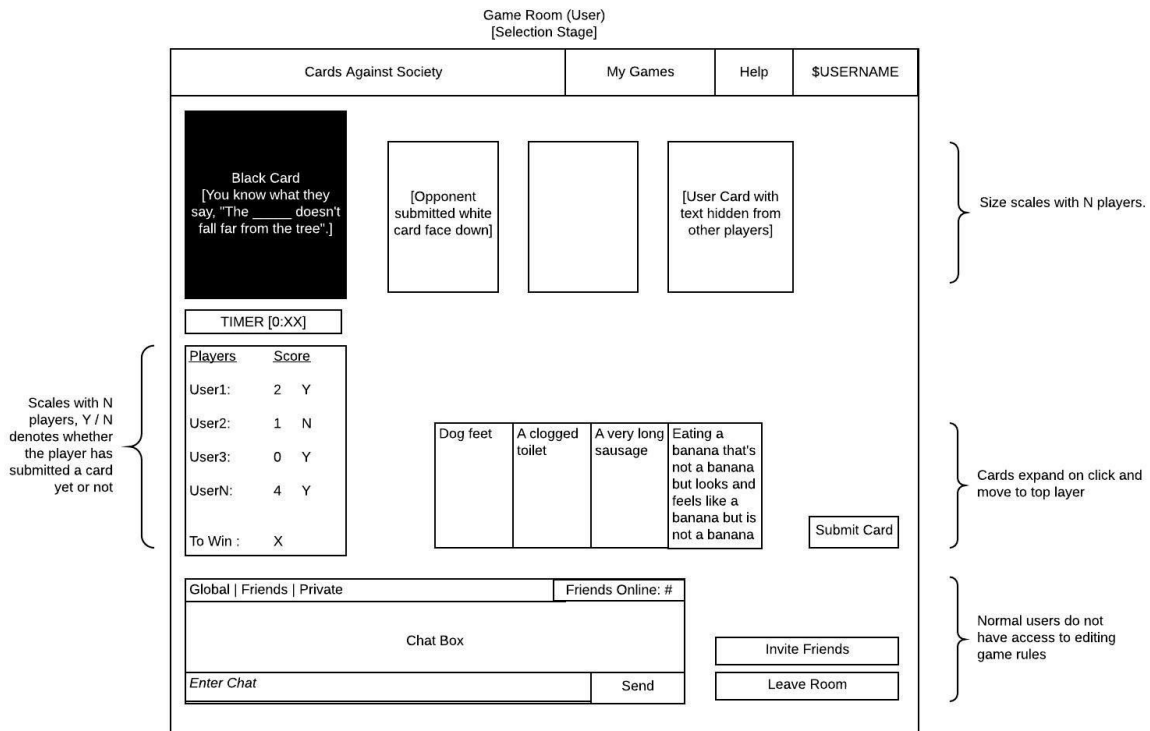 Game Room (User)
[Selection Stage]
Cards Against Society
My Games
Help
$USERNAME
Black Card
[You know what they
say, "The _____ doesn't
fall far from the tree".]
[Opponent
submitted white
card face down]
[User Card with
text hidden from
other players]
Size scales with N players.
TIMER [0:XX]
Players Score
User1: 2 Y
User2: 1 N
User3: 0 Y
UserN: 4 Y
To Win : X
Scales with N
players, Y / N
denotes whether
the player has
submitted a card
yet or not
Dog feet
A clogged
toilet
A very long
sausage
Eating a
banana that's
not a banana
but looks and
feels like a
banana but is
not a banana
Submit Card
Cards expand on click and
move to top layer
Global | Friends | Private
Friends Online: #
Chat Box
Enter Chat
Send
Invite Friends
Leave Room
Normal users do not
have access to editing
game rules